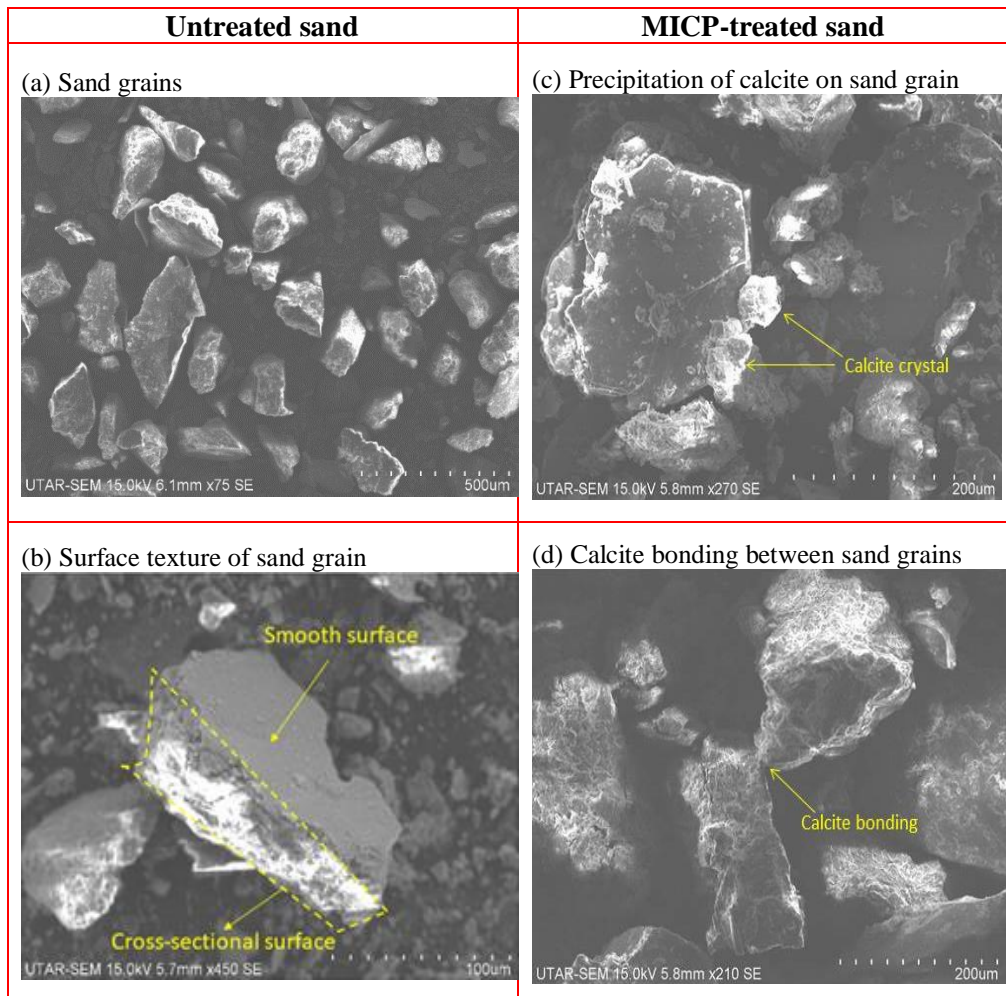 Untreated sand
MICP-treated sand
(a) Sand grains
500um
UTAR-SEM 15.0kV 6.1mm x75 SE
(c) Precipitation of calcite on sand grain
Calcite crystal
UTAR-SEM 15.0kV 5.8mm x270 SE
200um
(b) Surface texture of sand grain
Smooth surface
Cross-sectional surface
UTAR-SEM 15.0kV 5.7mm x450 SE
100um
(d) Calcite bonding between sand grains
Calcite bonding
UTAR-SEM 15.0kV 5.8mm x210 SE
200um